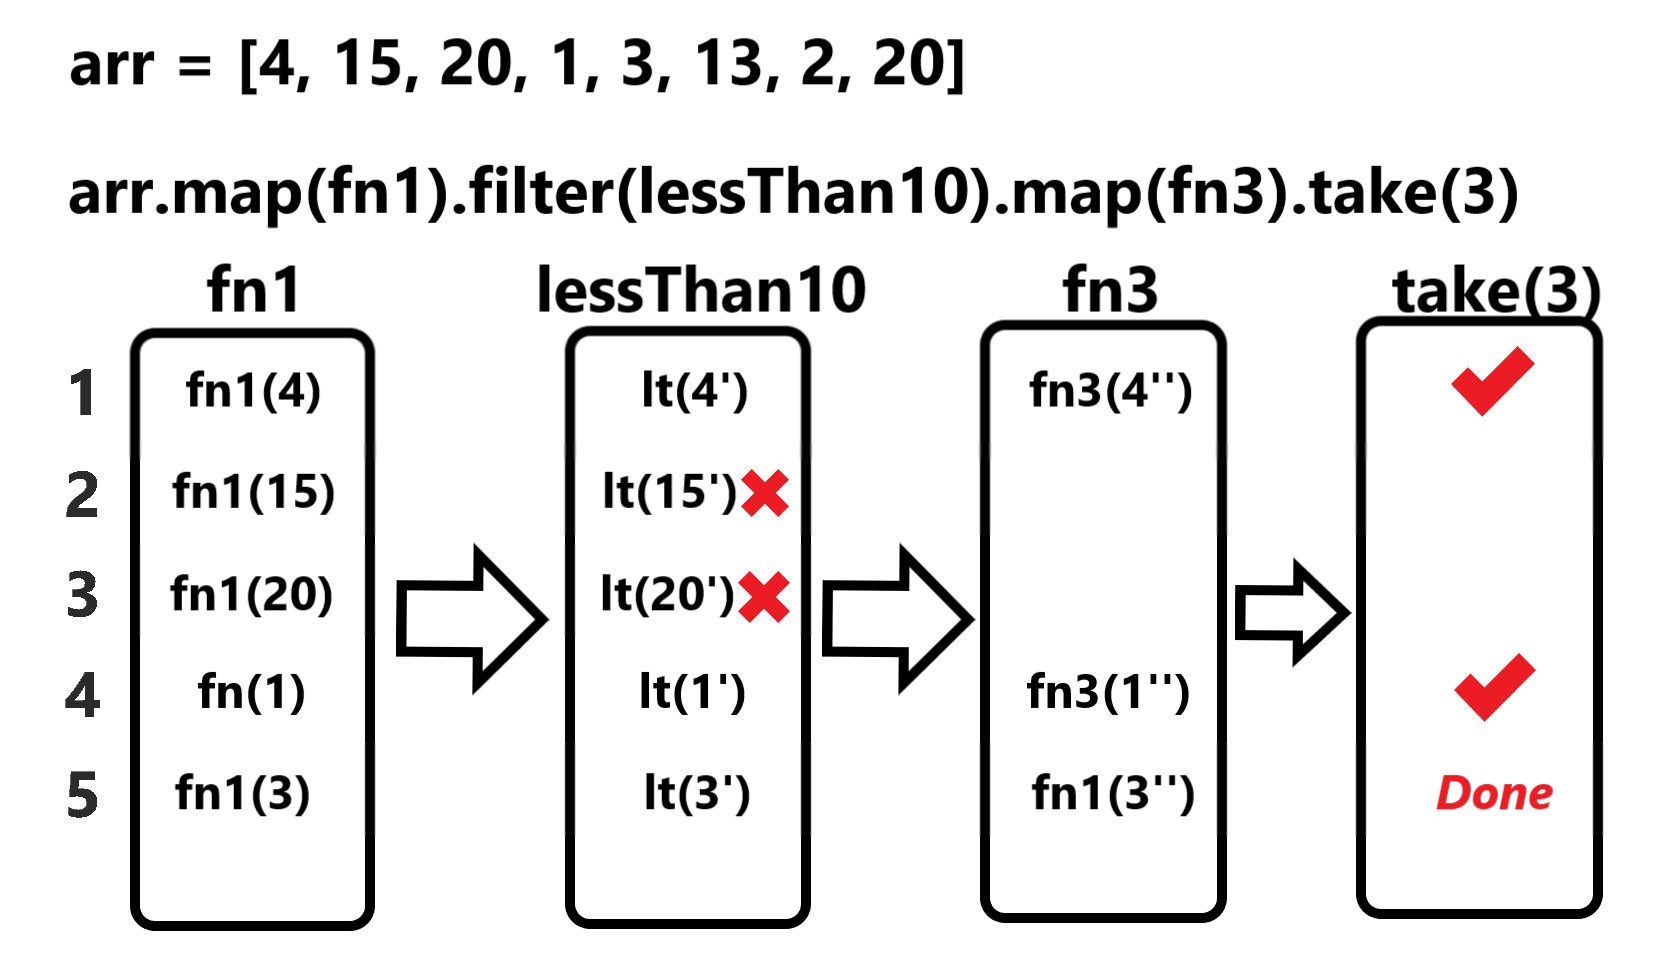 arr = [4, 15, 20, 1, 3, 13, 2, 20]
arr.map(fn1).filter(lessThan10).map(fn3).take(3)
fn1 lessThan10 fn3 take(3)
1 fn1(4) lt(4') fn3(4'')
2 fn1(15) lt(15')
3 fn1(20) lt(20')
4 fn(1) lt(1') fn3(1'')
5 fn1(3) lt(3') fn1(3'') Done